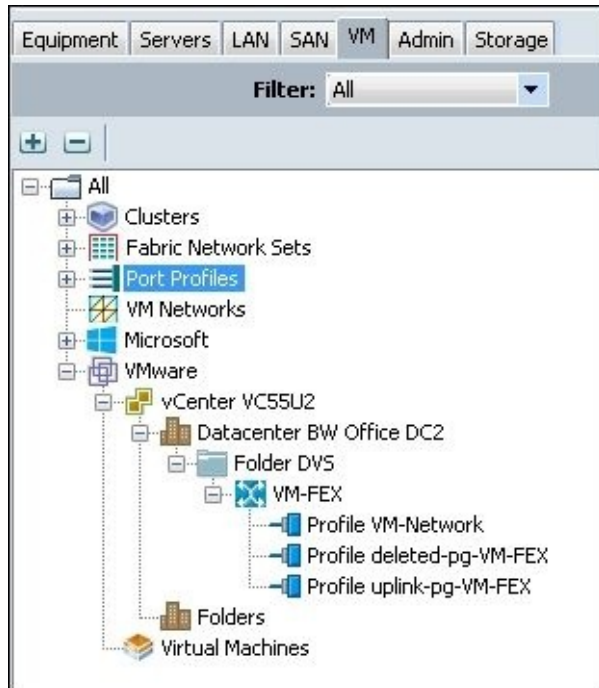 Equipment Servers LAN SAN VM Admin Storage
Filter: All
All
Clusters
Fabric Network Sets
Port Profiles
VM Networks
Microsoft
VMware
vCenter VC55U2
Datacenter BW Office DC2
Folder DVS
VM-FEX
Profile VM-Network
Profile deleted-pg-VM-FEX
Profile uplink-pg-VM-FEX
Folders
Virtual Machines